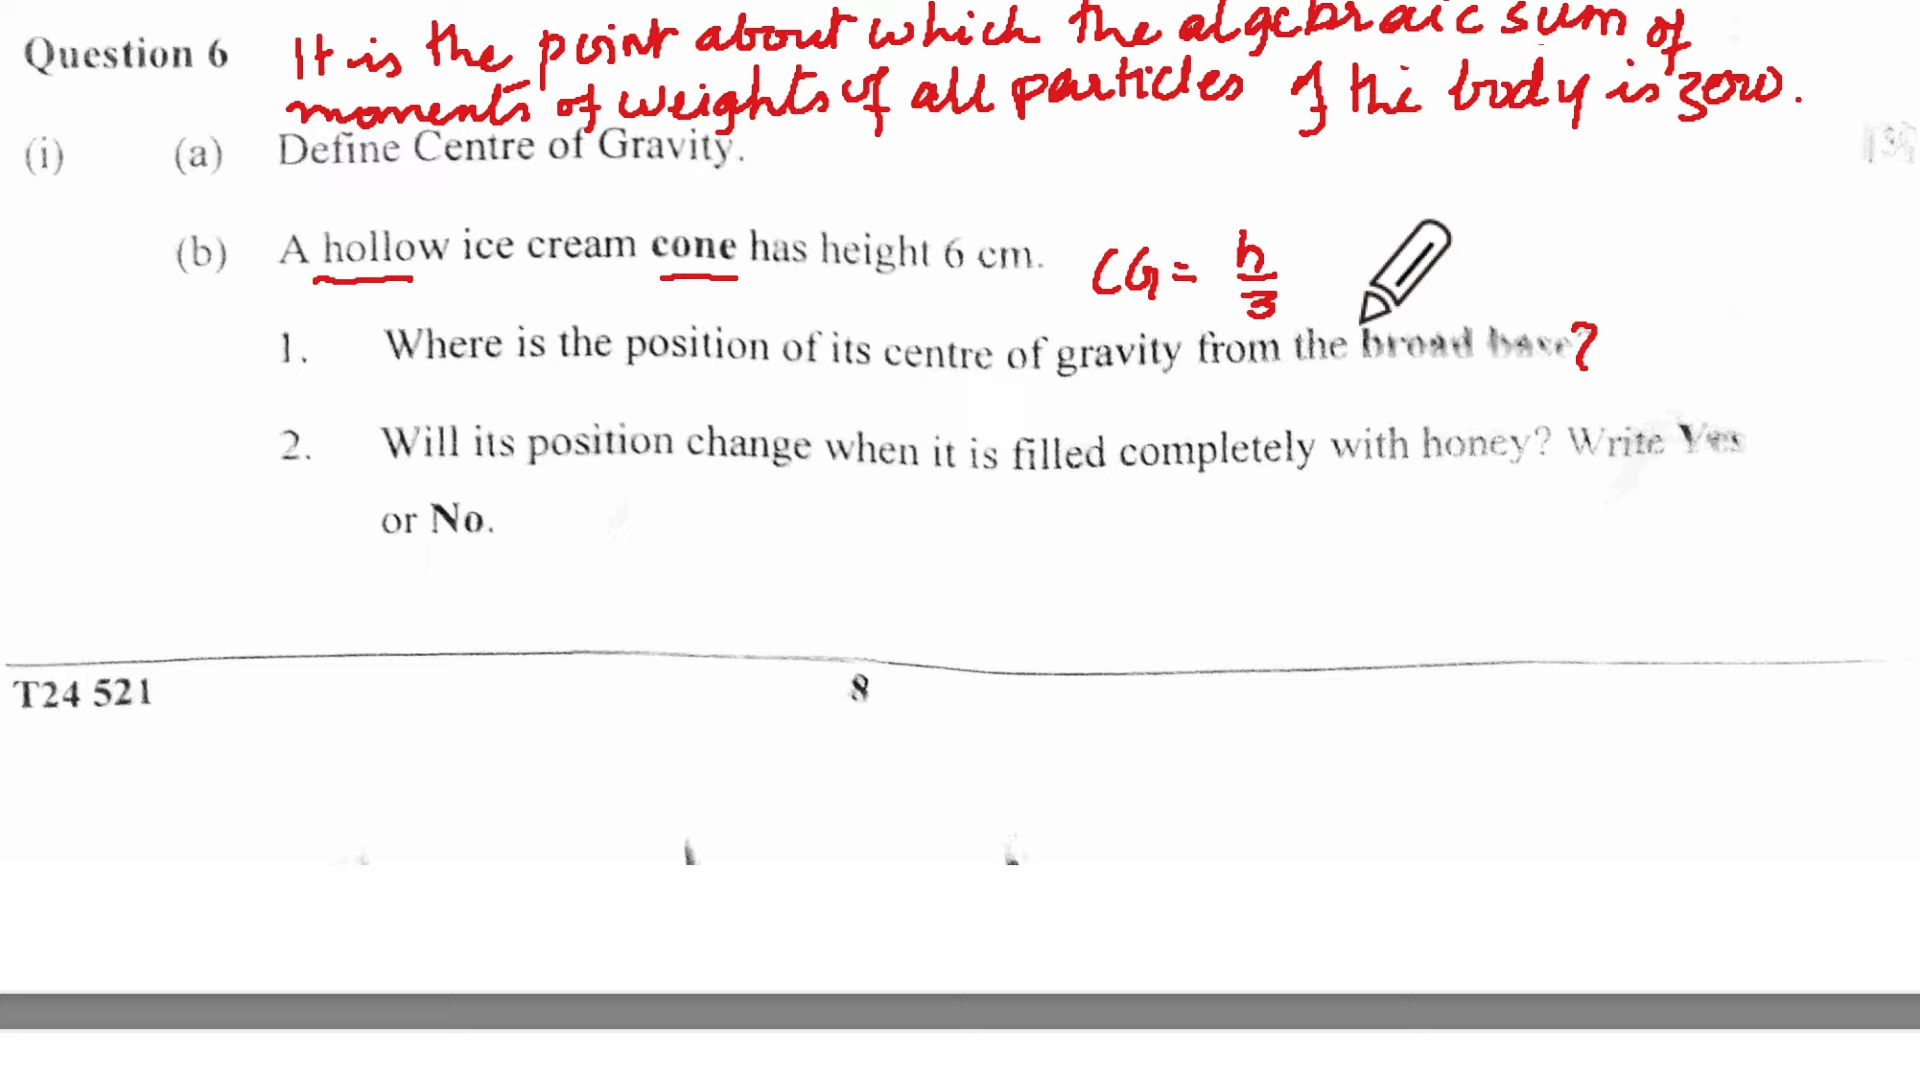 Question 6 It is the point about which the algebraic sum of
moments of weights of all particles of the body is zero.
(i) (a) Define Centre of Gravity. [3]
(b) A hollow ice cream cone has height 6 cm. CG = h/3
1. Where is the position of its centre of gravity from the broad base?
2. Will its position change when it is filled completely with honey? Write Yes
or No.
T24 521 8